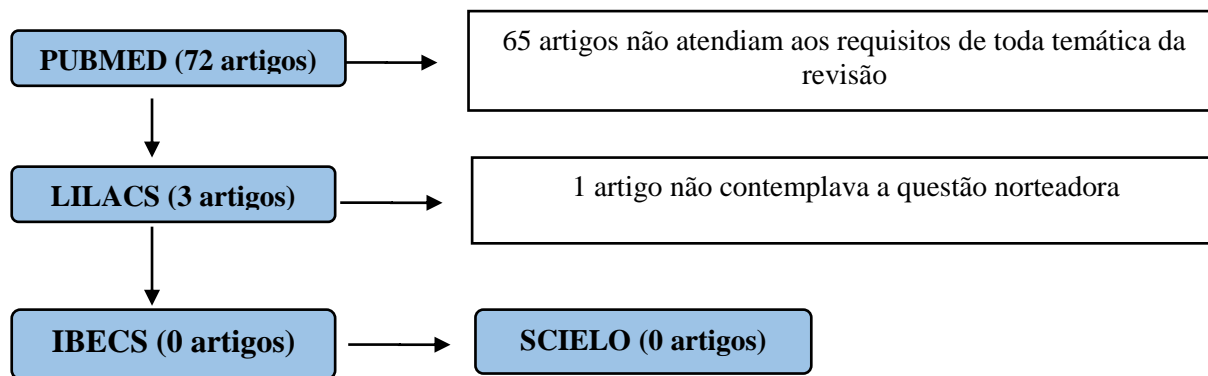 PUBMED (72 artigos)
65 artigos não atendiam aos requisitos de toda temática da
revisão
LILACS (3 artigos)
1 artigo não contemplava a questão norteadora
IBECS (0 artigos)
SCIELO (0 artigos)